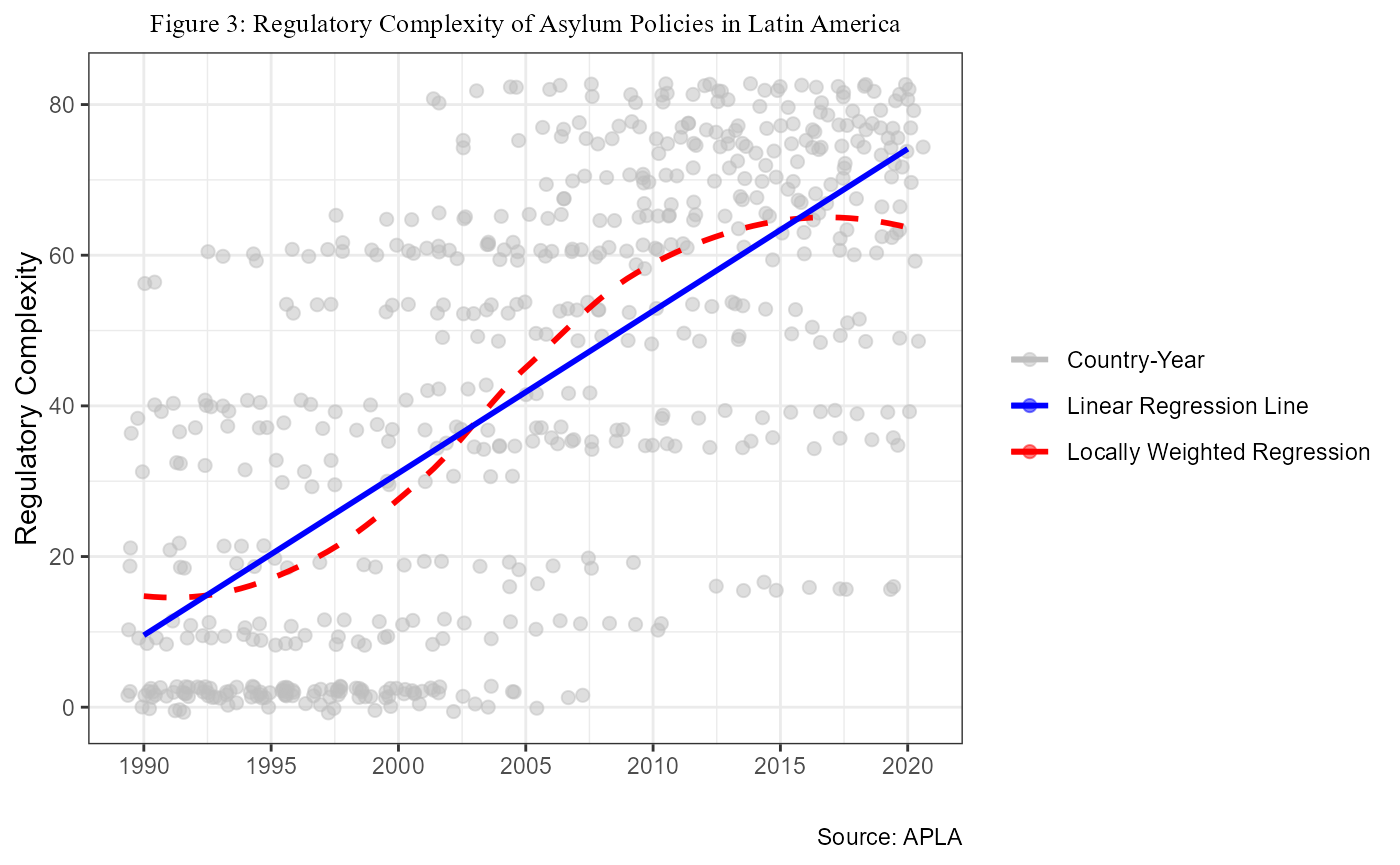 Figure 3: Regulatory Complexity of Asylum Policies in Latin America
Regulatory Complexity
80
60
40
20
0
1990 1995 2000 2005 2010 2015 2020
Country-Year
Linear Regression Line
Locally Weighted Regression
Source: APLA